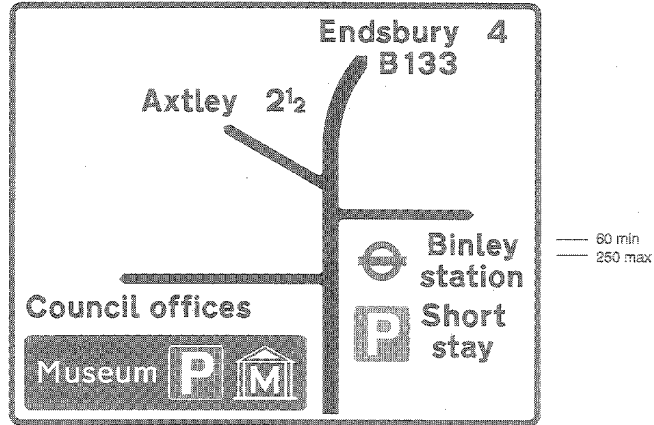 Endsbury 4
B133
Axtley 2½
Binley
station
Council offices
P Short
stay
Museum P M
60 min
250 max